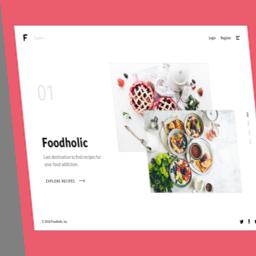 F
Login Register
01
Foodholic
Last destination to find recipes for
your food addiction.
EXPLORE RECIPES
© 2018 Foodholic, Inc.